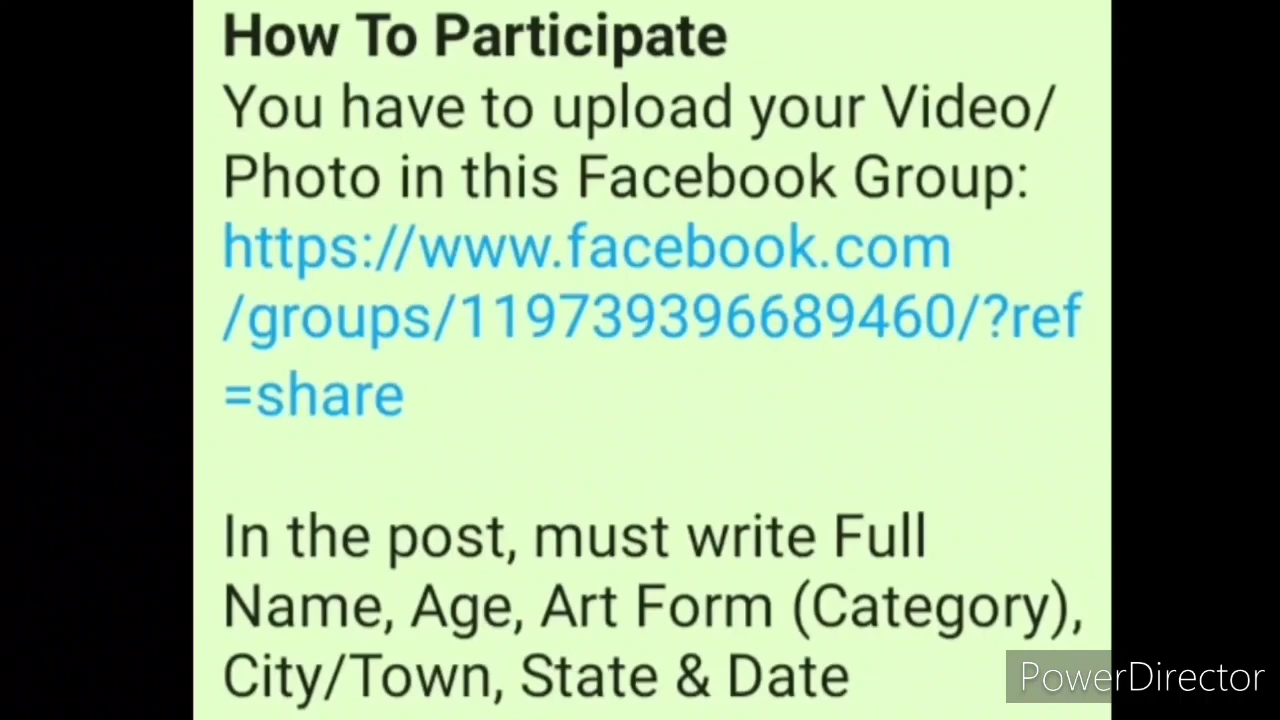 How To Participate
You have to upload your Video/
Photo in this Facebook Group:
https://www.facebook.com
/groups/119739396689460/?ref
=share
In the post, must write Full
Name, Age, Art Form (Category),
City/Town, State & Date
PowerDirector